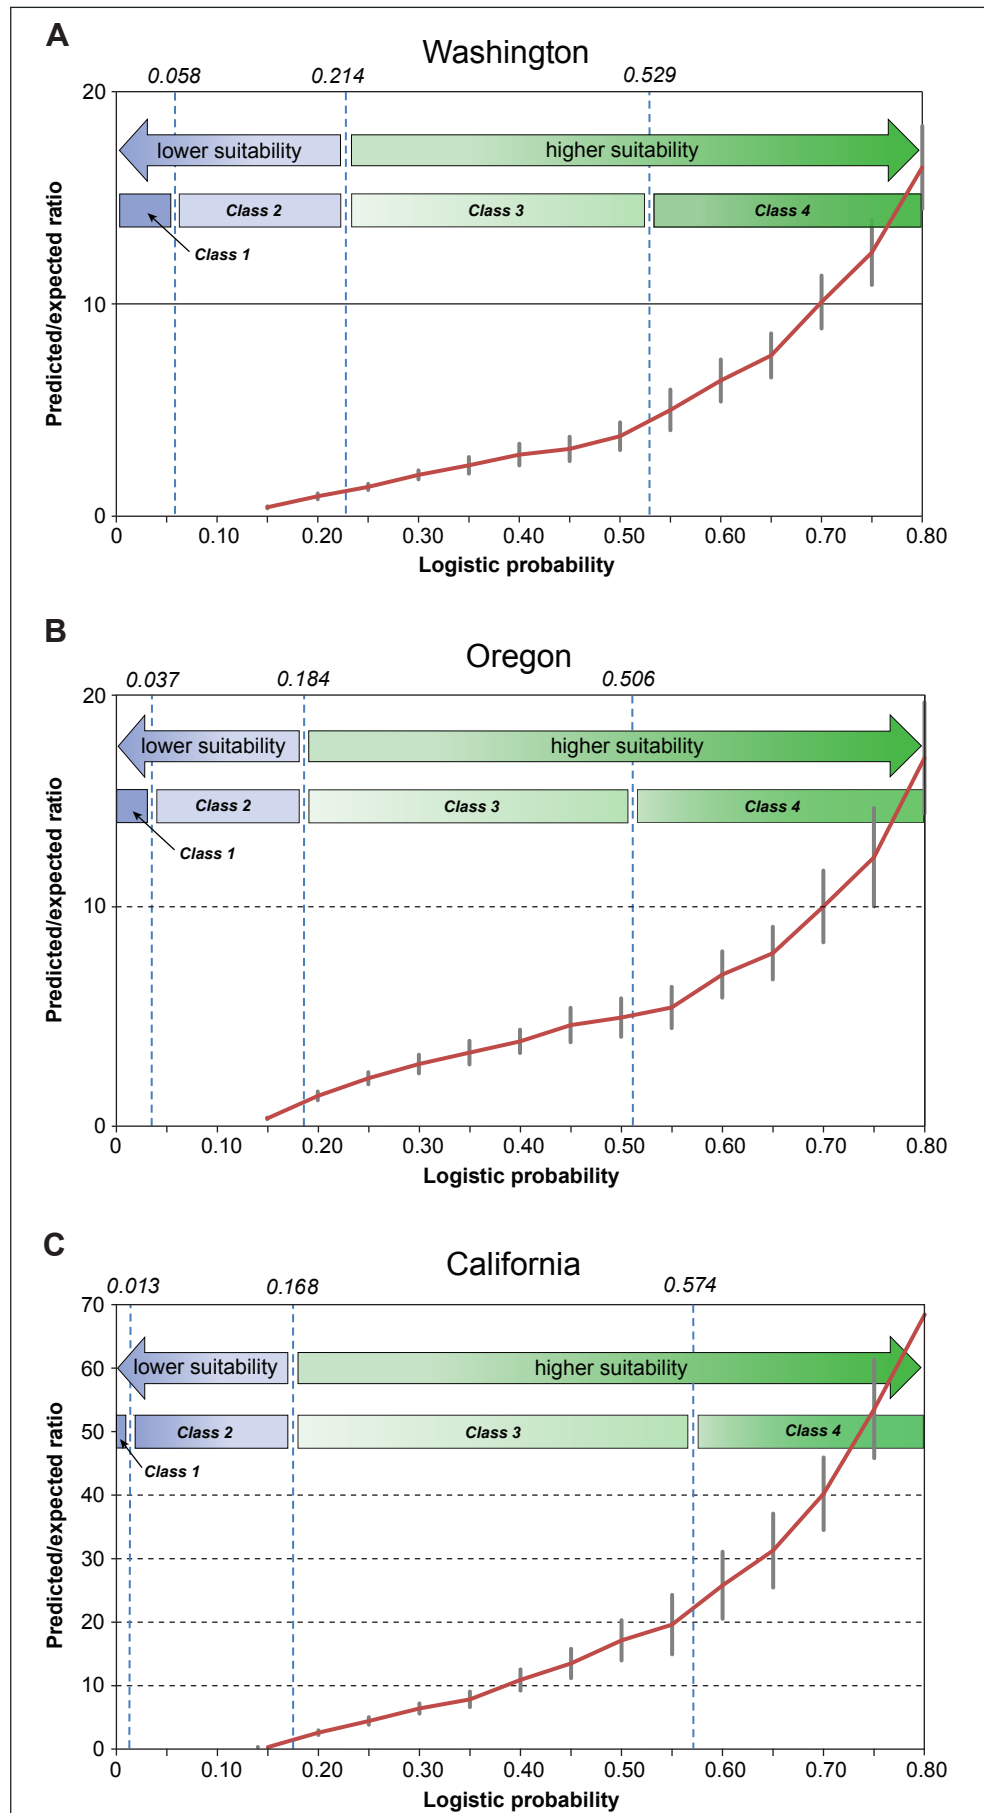 A
Washington
0.058 0.214 0.529
20
lower suitability higher suitability
Class 2 Class 3 Class 4
Class 1
10
Predicted/expected ratio
0
0 0.10 0.20 0.30 0.40 0.50 0.60 0.70 0.80
Logistic probability
B
Oregon
0.037 0.184 0.506
20
lower suitability higher suitability
Class 2 Class 3 Class 4
Class 1
10
Predicted/expected ratio
0
0 0.10 0.20 0.30 0.40 0.50 0.60 0.70 0.80
Logistic probability
C
California
0.013 0.168 0.574
70
60
lower suitability higher suitability
50
Class 2 Class 3 Class 4
Class 1
40
30
20
10
Predicted/expected ratio
0
0 0.10 0.20 0.30 0.40 0.50 0.60 0.70 0.80
Logistic probability